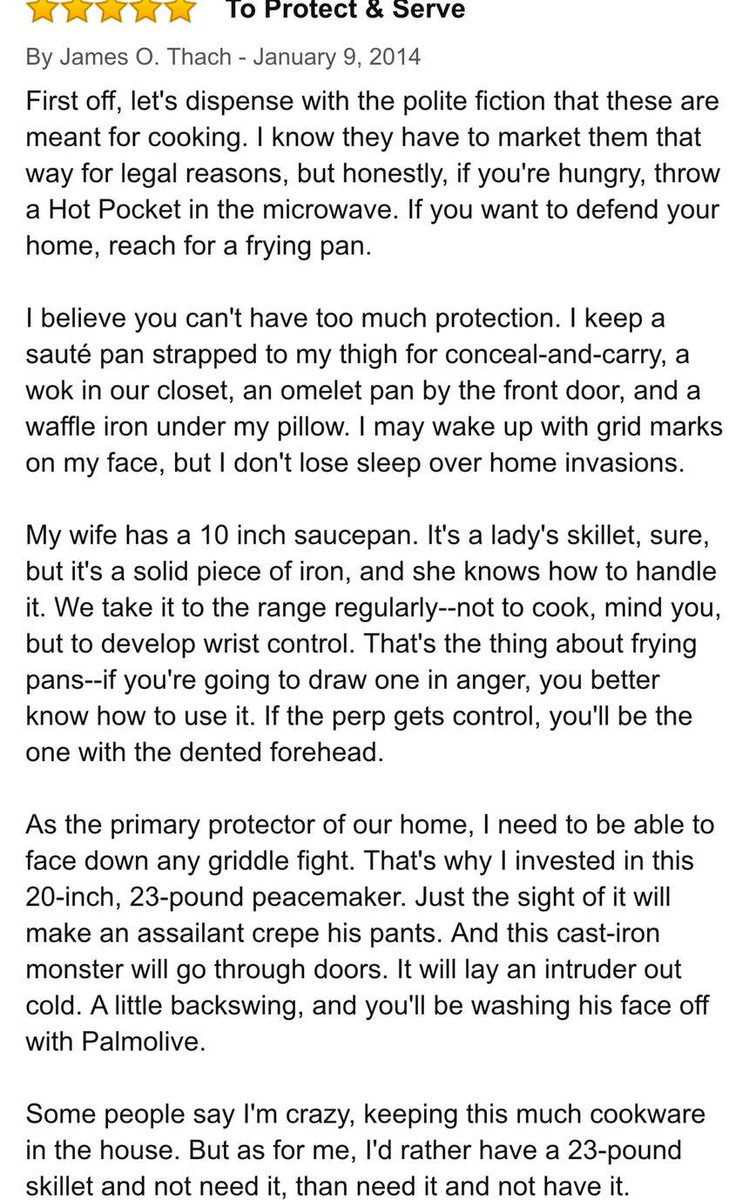 To Protect & Serve
By James O. Thach - January 9, 2014
First off, let's dispense with the polite fiction that these are
meant for cooking. I know they have to market them that
way for legal reasons, but honestly, if you're hungry, throw
a Hot Pocket in the microwave. If you want to defend your
home, reach for a frying pan.
I believe you can't have too much protection. I keep a
sauté pan strapped to my thigh for conceal-and-carry, a
wok in our closet, an omelet pan by the front door, and a
waffle iron under my pillow. I may wake up with grid marks
on my face, but I don't lose sleep over home invasions.
My wife has a 10 inch saucepan. It's a lady's skillet, sure,
but it's a solid piece of iron, and she knows how to handle
it. We take it to the range regularly--not to cook, mind you,
but to develop wrist control. That's the thing about frying
pans--if you're going to draw one in anger, you better
know how to use it. If the perp gets control, you'll be the
one with the dented forehead.
As the primary protector of our home, I need to be able to
face down any griddle fight. That's why I invested in this
20-inch, 23-pound peacemaker. Just the sight of it will
make an assailant crepe his pants. And this cast-iron
monster will go through doors. It will lay an intruder out
cold. A little backswing, and you'll be washing his face off
with Palmolive.
Some people say I'm crazy, keeping this much cookware
in the house. But as for me, I'd rather have a 23-pound
skillet and not need it, than need it and not have it.